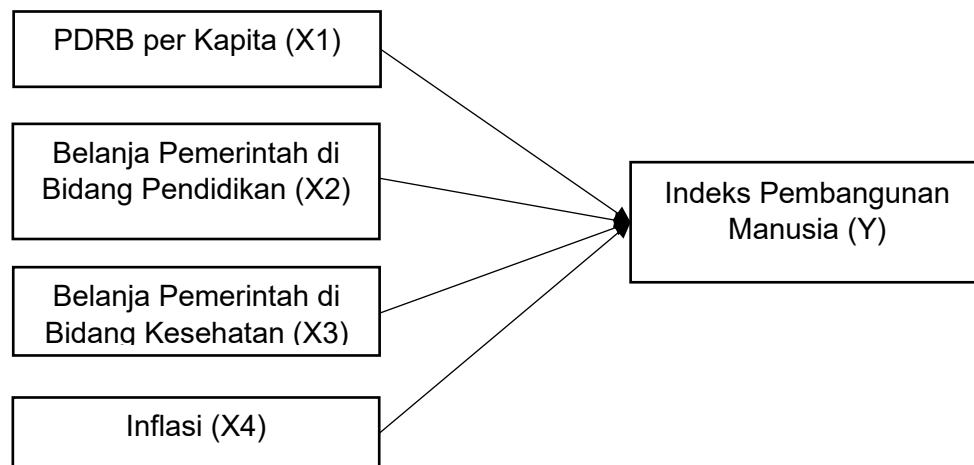 PDRB per Kapita (X1)
Belanja Pemerintah di
Bidang Pendidikan (X2)
Indeks Pembangunan
Manusia (Y)
Belanja Pemerintah di
Bidang Kesehatan (X3)
Inflasi (X4)